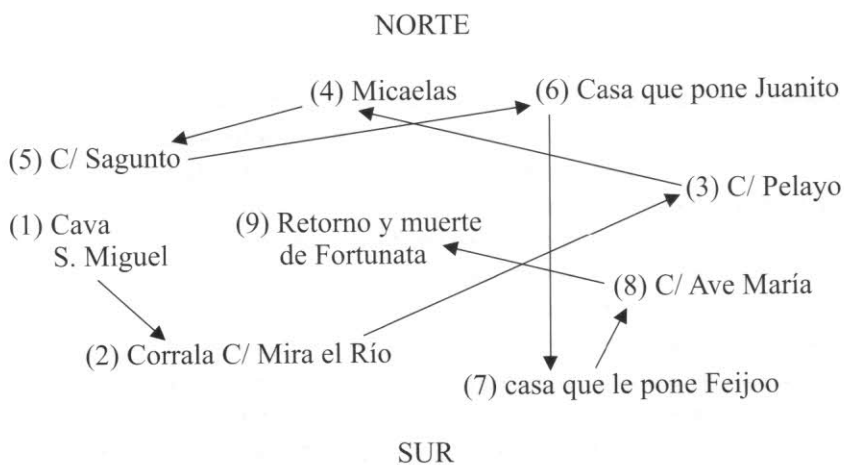 NORTE
(4) Micaelas
(6) Casa que pone Juanito
(5) C/ Sagunto
(3) C/ Pelayo
(1) Cava
S. Miguel
(9) Retorno y muerte
de Fortunata
(8) C/ Ave María
(2) Corrala C/ Mira el Río
(7) casa que le pone Feijoo
SUR